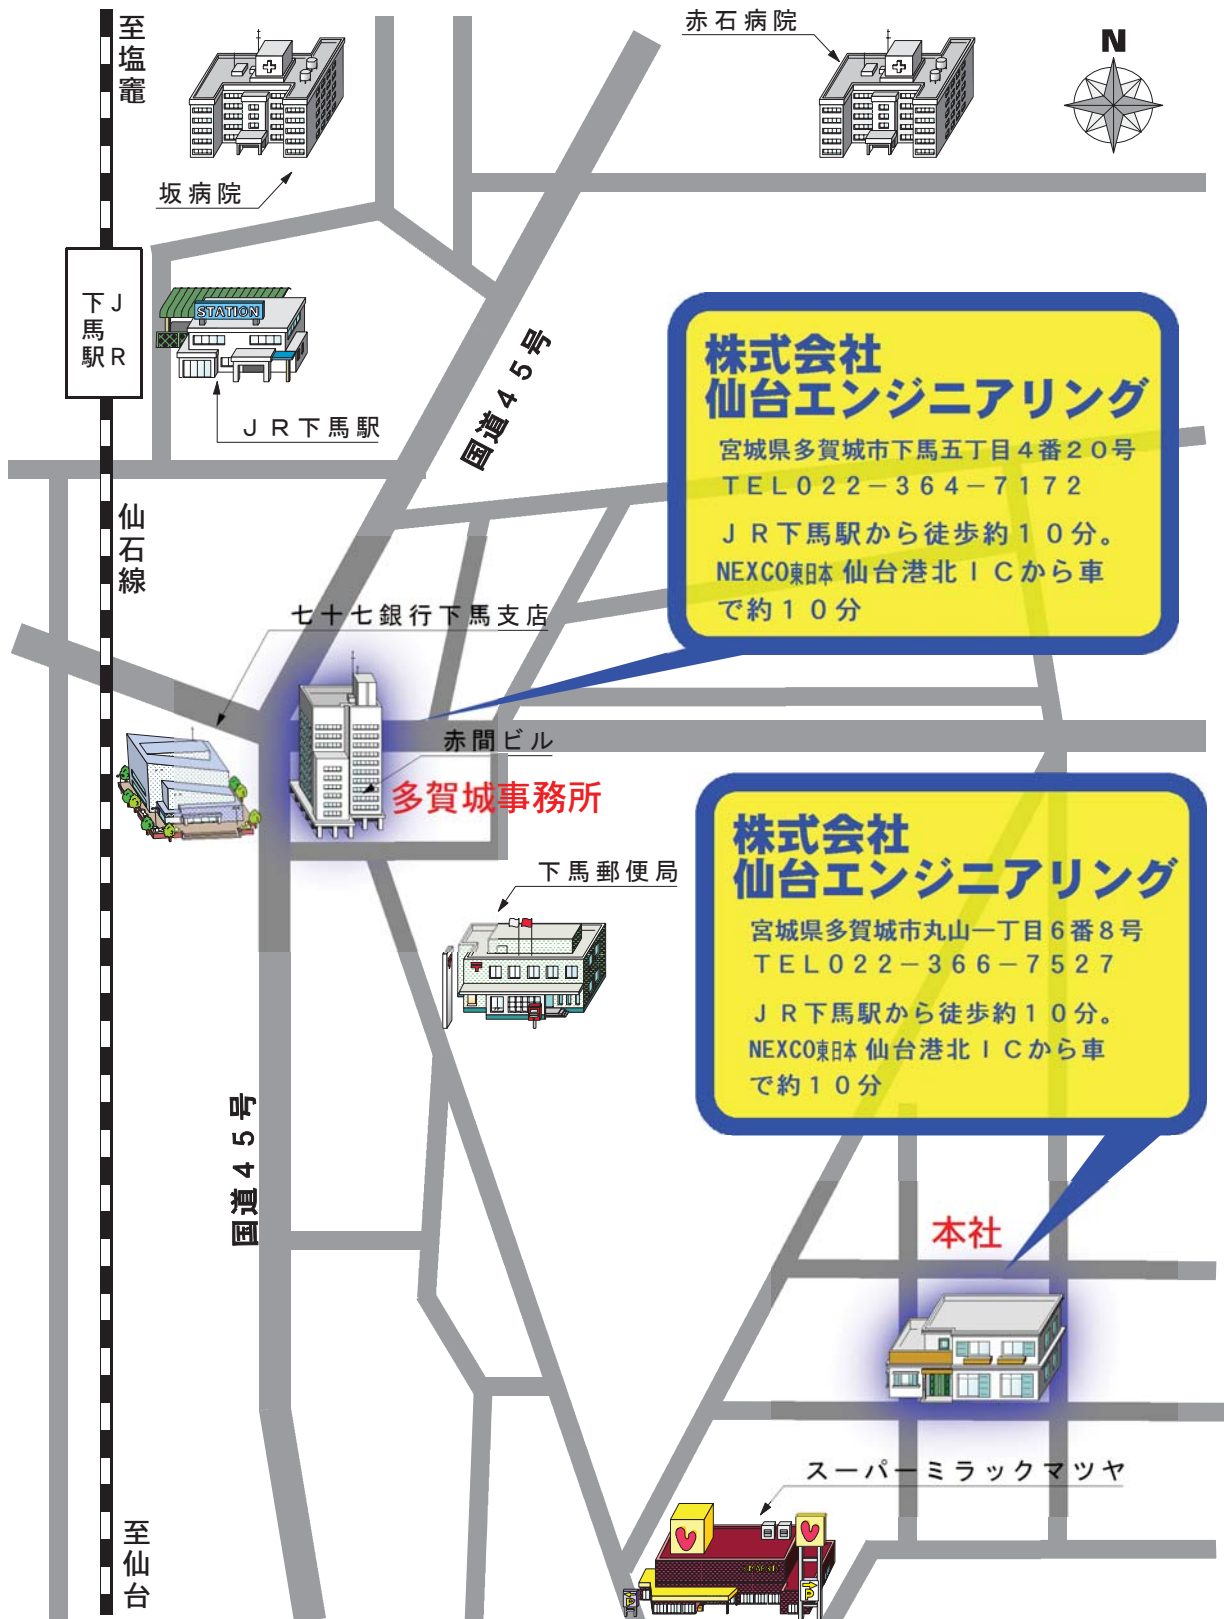 至塩竈
赤石病院
N
坂病院
JR
下馬駅
STATION
ＪＲ下馬駅
国道４５号
株式会社
仙台エンジニアリング
宮城県多賀城市下馬五丁目４番２０号
ＴＥＬ０２２－３６４－７１７２
ＪＲ下馬駅から徒歩約１０分。
NEXCO東日本 仙台港北ＩＣから車
で約１０分
仙石線
七十七銀行下馬支店
赤間ビル
多賀城事務所
下馬郵便局
株式会社
仙台エンジニアリング
宮城県多賀城市丸山一丁目６番８号
ＴＥＬ０２２－３６６－７５２７
ＪＲ下馬駅から徒歩約１０分。
NEXCO東日本 仙台港北ＩＣから車
で約１０分
国道４５号
本社
スーパーミラックマツヤ
至仙台